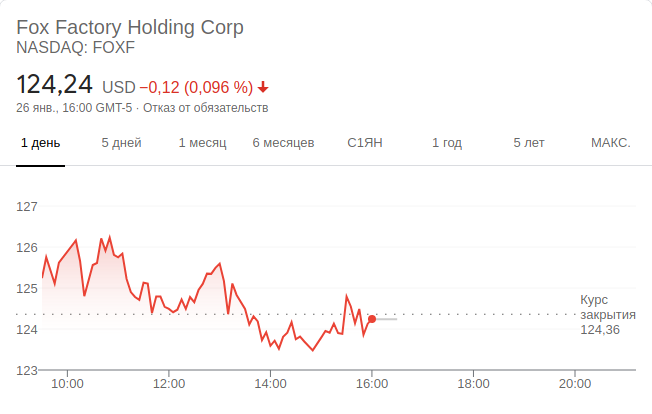 Fox Factory Holding Corp
NASDAQ: FOXF
124,24 USD −0,12 (0,096 %)
26 янв., 16:00 GMT-5 · Отказ от обязательств
1 день 5 дней 1 месяц 6 месяцев С1ЯН 1 год 5 лет МАКС.
127
126
125
Курс
закрытия
124,36
124
123
10:00 12:00 14:00 16:00 18:00 20:00